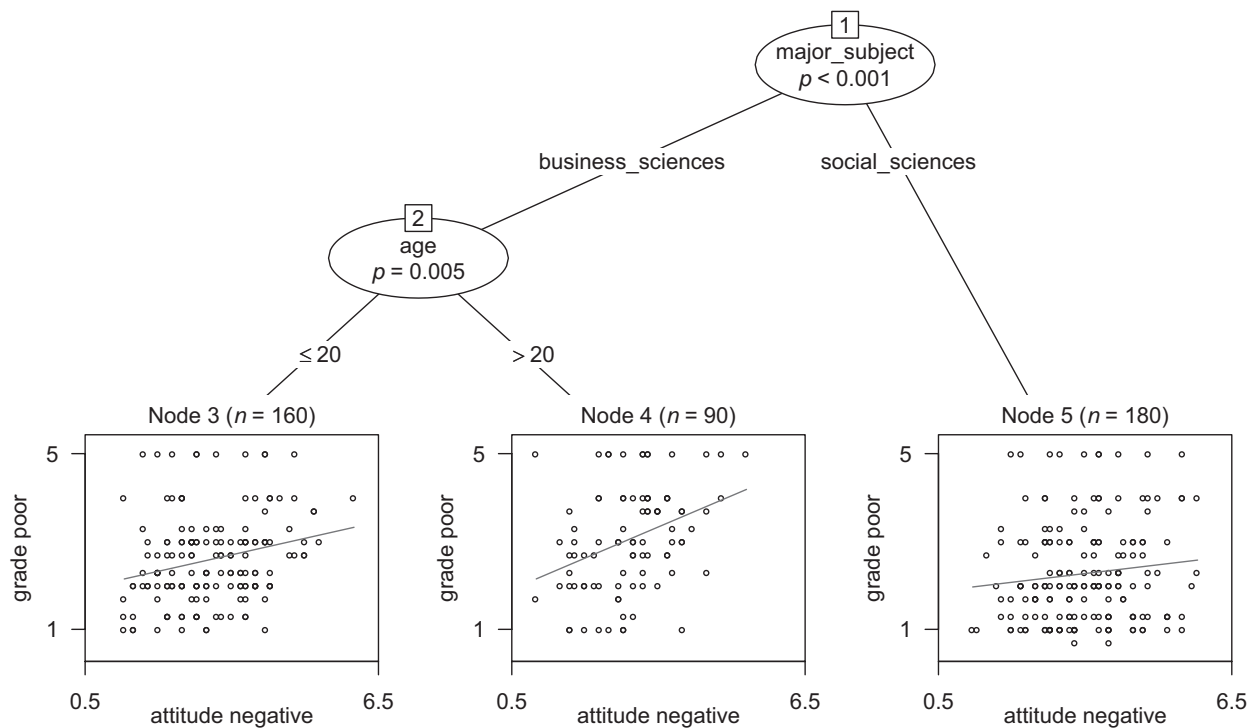 1
major_subject
p < 0.001
business_sciences
social_sciences
2
age
p = 0.005
≤ 20
> 20
Node 3 (n = 160)
Node 4 (n = 90)
Node 5 (n = 180)
5
grade poor
1
0.5
6.5
attitude negative
5
grade poor
1
0.5
6.5
attitude negative
5
grade poor
1
0.5
6.5
attitude negative